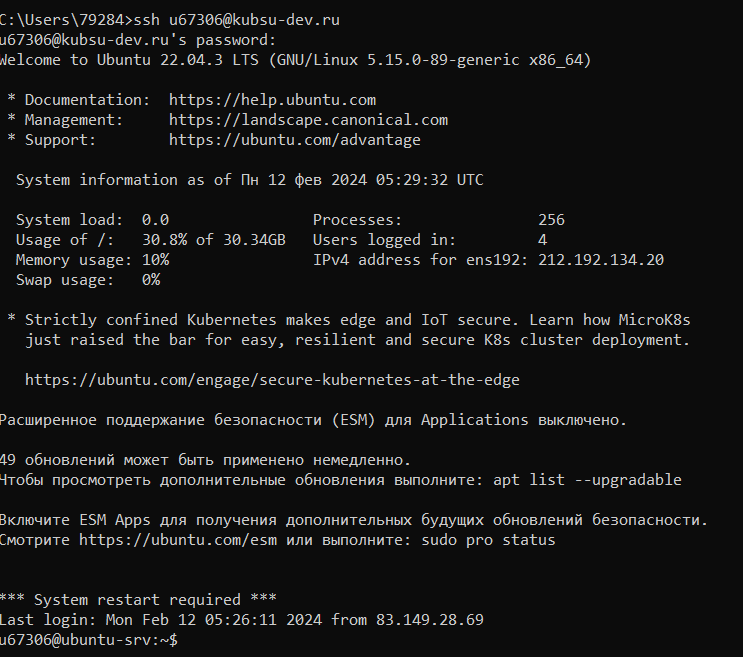 C:\Users\79284>ssh u67306@kubsu-dev.ru
u67306@kubsu-dev.ru's password:
Welcome to Ubuntu 22.04.3 LTS (GNU/Linux 5.15.0-89-generic x86_64)
* Documentation:  https://help.ubuntu.com
* Management:     https://landscape.canonical.com
* Support:        https://ubuntu.com/advantage
System information as of Пн 12 фев 2024 05:29:32 UTC
System load:  0.0                Processes:               256
Usage of /:   30.8% of 30.34GB   Users logged in:         4
Memory usage: 10%                IPv4 address for ens192: 212.192.134.20
Swap usage:   0%
* Strictly confined Kubernetes makes edge and IoT secure. Learn how MicroK8s
just raised the bar for easy, resilient and secure K8s cluster deployment.
https://ubuntu.com/engage/secure-kubernetes-at-the-edge
Расширенное поддержание безопасности (ESM) для Applications выключено.
49 обновлений может быть применено немедленно.
Чтобы просмотреть дополнительные обновления выполните: apt list --upgradable
Включите ESM Apps для получения дополнительных будущих обновлений безопасности.
Смотрите https://ubuntu.com/esm или выполните: sudo pro status
*** System restart required ***
Last login: Mon Feb 12 05:26:11 2024 from 83.149.28.69
u67306@ubuntu-srv:~$